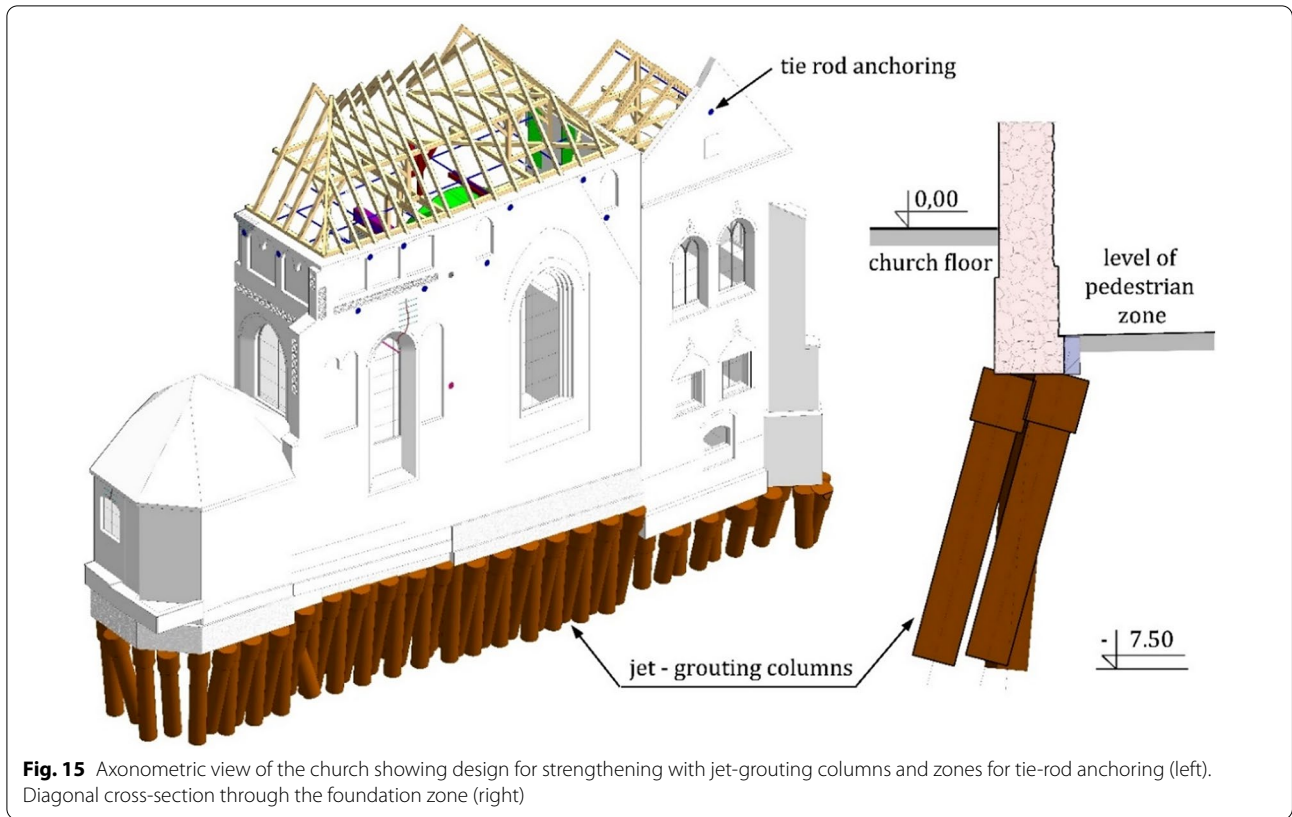 tie rod anchoring
0,00
church floor
level of
pedestrian
zone
jet - grouting columns
- 7.50
Fig. 15 Axonometric view of the church showing design for strengthening with jet-grouting columns and zones for tie-rod anchoring (left).
Diagonal cross-section through the foundation zone (right)